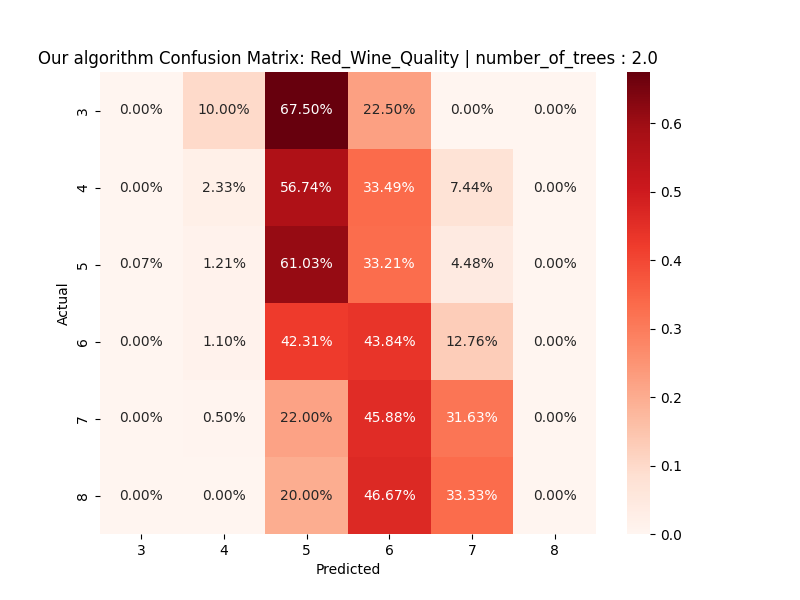 Our algorithm Confusion Matrix: Red_Wine_Quality | number_of_trees : 2.0
3 0.00% 10.00% 67.50% 22.50% 0.00% 0.00%
4 0.00% 2.33% 56.74% 33.49% 7.44% 0.00%
5 0.07% 1.21% 61.03% 33.21% 4.48% 0.00%
6 0.00% 1.10% 42.31% 43.84% 12.76% 0.00%
7 0.00% 0.50% 22.00% 45.88% 31.63% 0.00%
8 0.00% 0.00% 20.00% 46.67% 33.33% 0.00%
Actual
3 4 5 6 7 8
Predicted
0.6
0.5
0.4
0.3
0.2
0.1
0.0